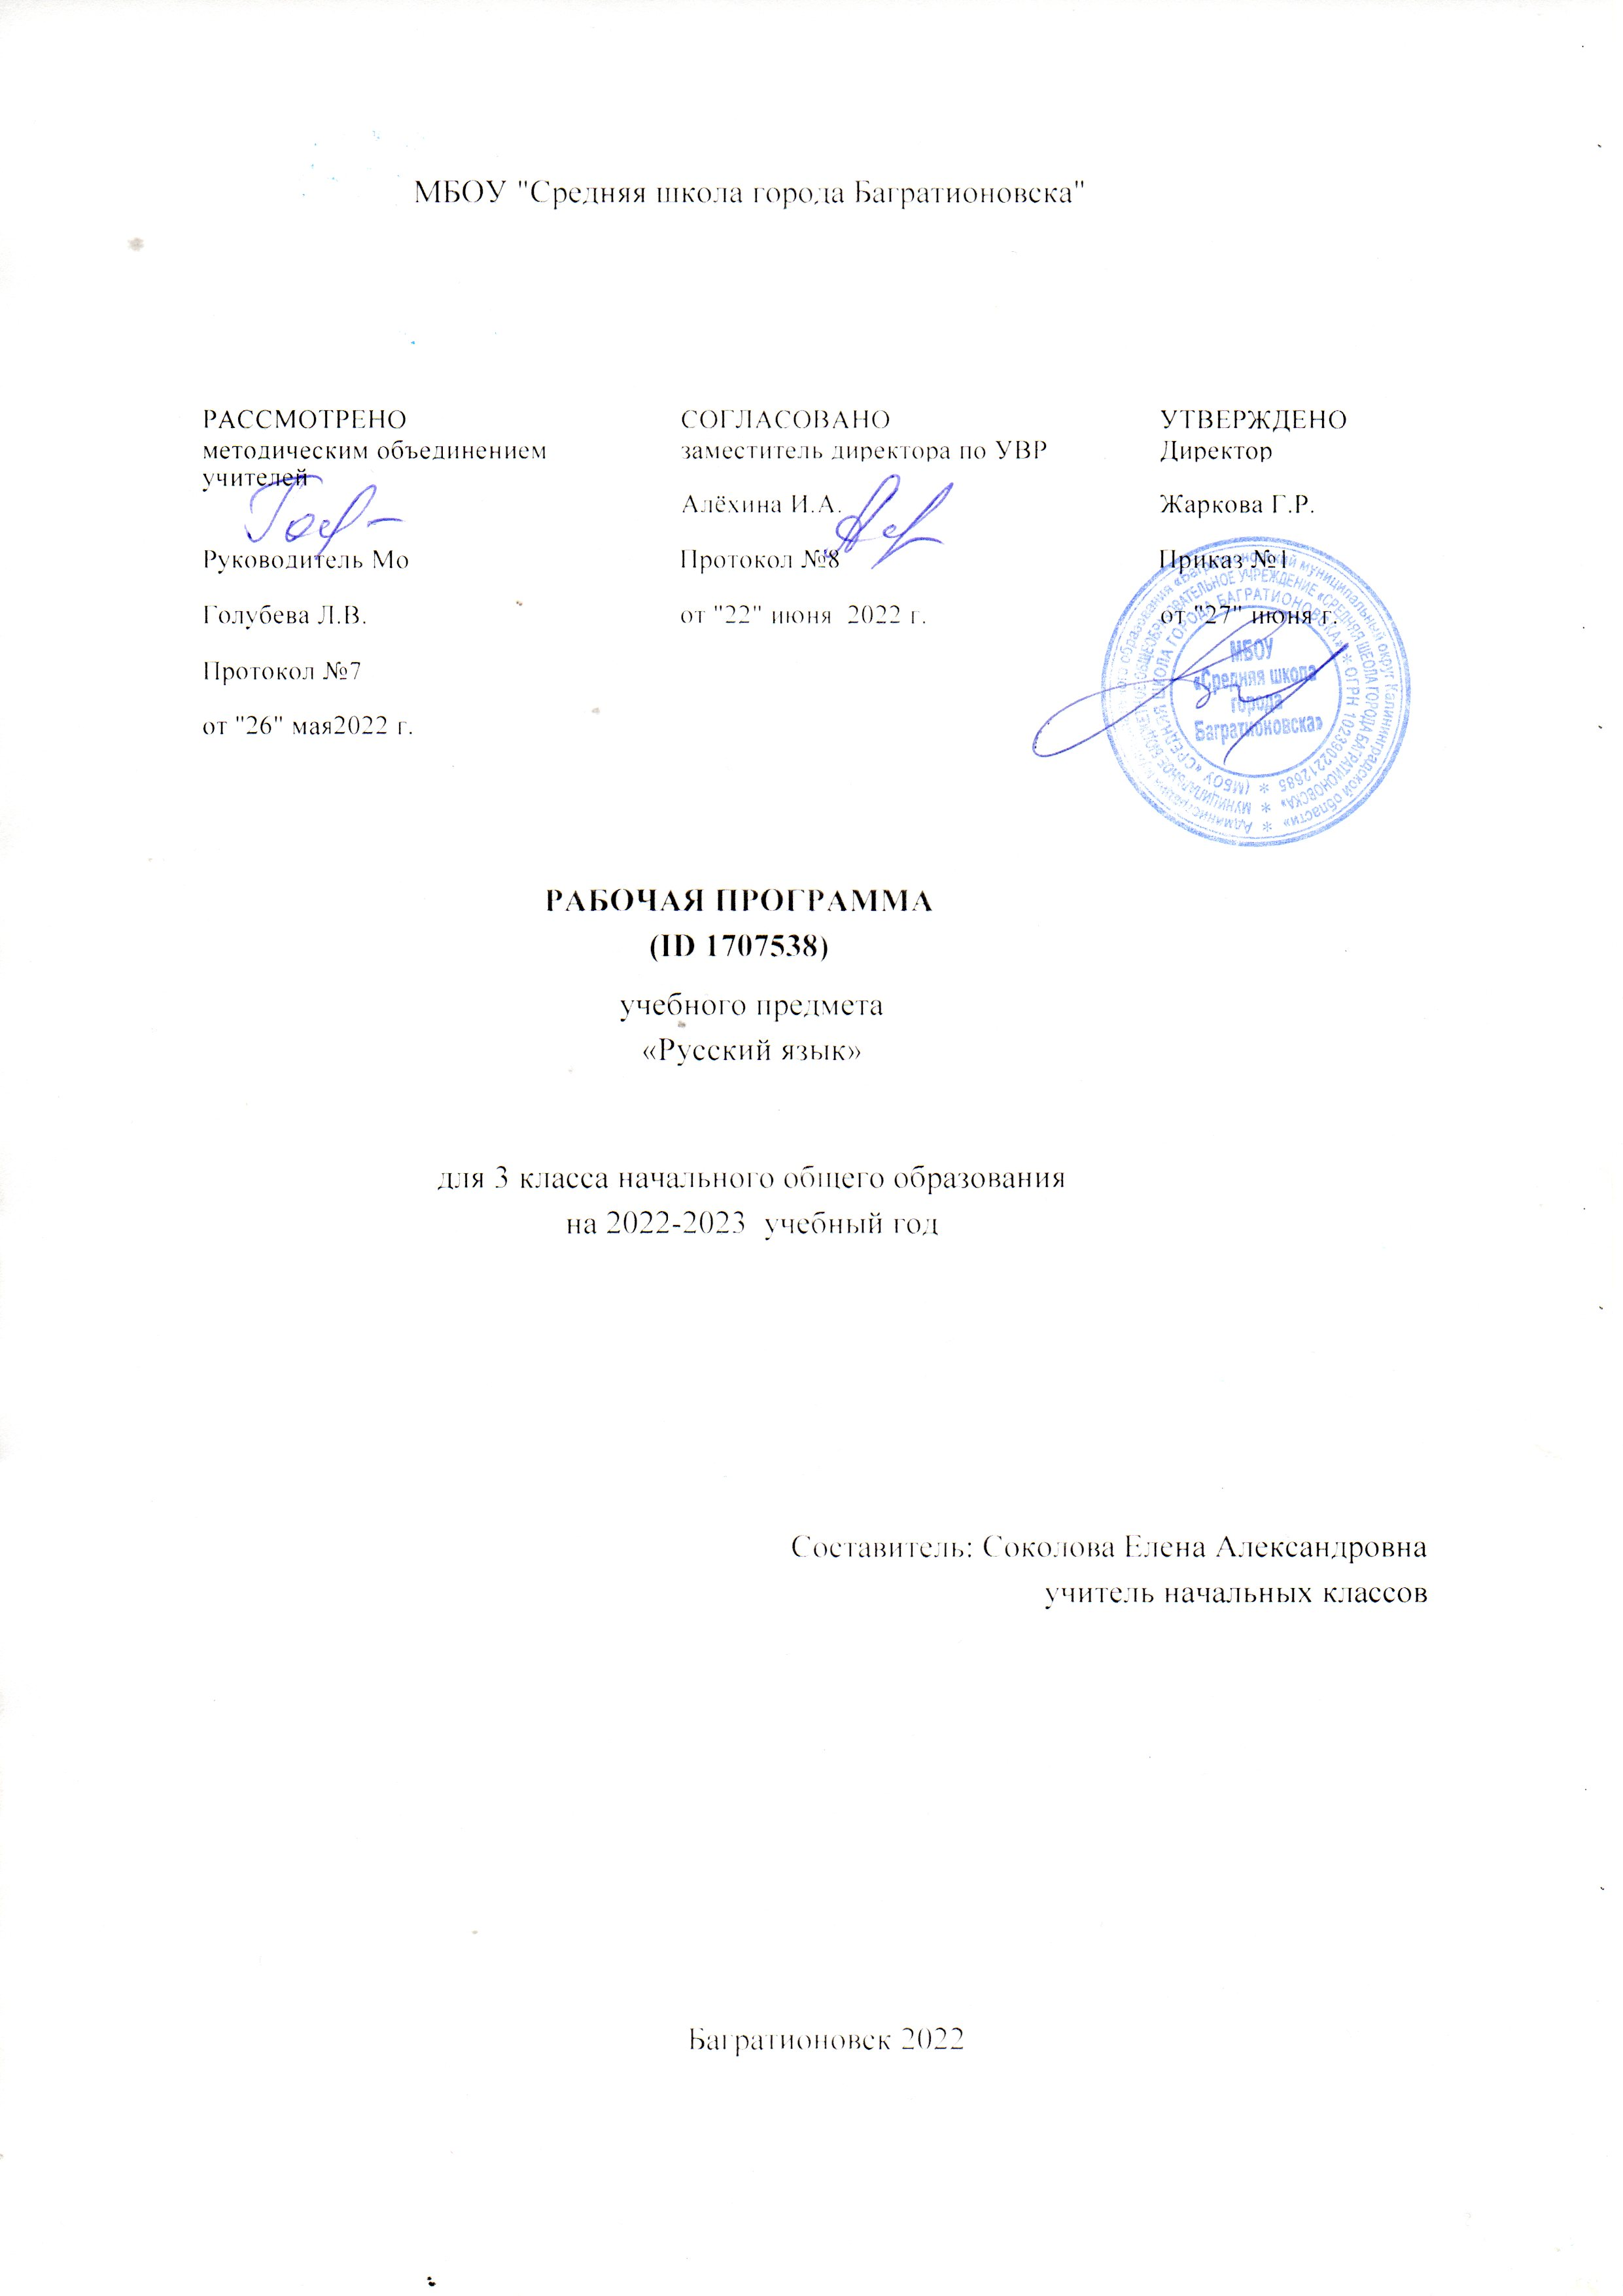 МБОУ "Средняя школа города Багратионовска"
РАССМОТРЕНО
методическим объединением
учителей
Руководитель Мо
Голубева Л.В.
Протокол №7
от "26" мая2022 г.
СОГЛАСОВАНО
заместитель директора по УВР
Алёхина И.А.
Протокол №8
от "22" июня 2022 г.
УТВЕРЖДЕНО
Директор
Жаркова Г.Р.
Приказ №1
от "27" июня г.
МБОУ
«Средняя школа
города
Багратионовска»
РАБОЧАЯ ПРОГРАММА
(ID 1707538)
учебного предмета
«Русский язык»
для 3 класса начального общего образования
на 2022-2023 учебный год
Составитель: Соколова Елена Александровна
учитель начальных классов
Багратионовск 2022